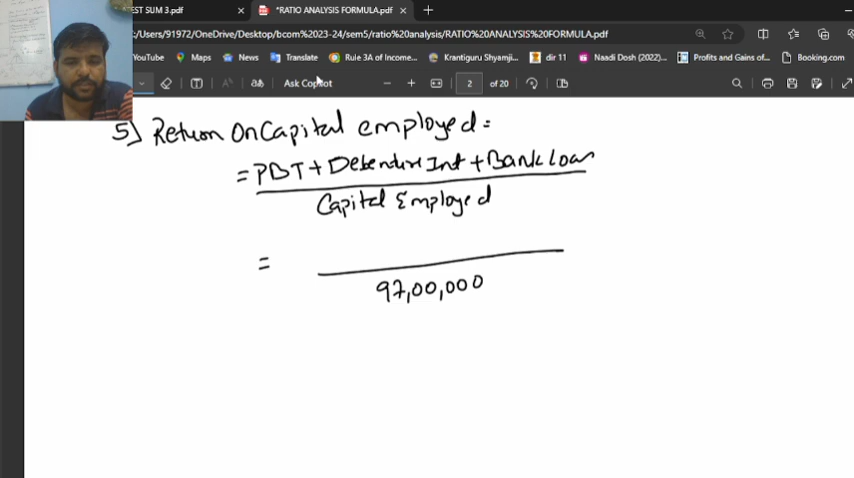 EST SUM 3.pdf
*RATIO ANALYSIS FORMULA.pdf
:/Users/91972/OneDrive/Desktop/bcom%2023-24/sem5/ratio%20analysis/RATIO%20ANALYSIS%20FORMULA.pdf
YouTube Maps News Translate Rule 3A of Income... Krantiguru Shyamji... dir 11 Naadi Dosh (2022)... Profits and Gains of... Booking.com
Ask Copilot 2 of 20
5] Return On Capital employed =
= PBT + Debenture Int + Bank Loan
Capital Employed
=
97,00,000